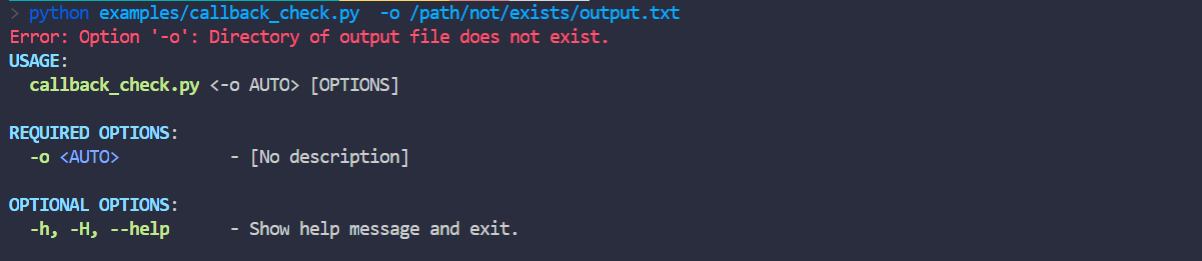 > python examples/callback_check.py  -o /path/not/exists/output.txt
Error: Option '-o': Directory of output file does not exist.
USAGE:
  callback_check.py <-o AUTO> [OPTIONS]

REQUIRED OPTIONS:
  -o <AUTO>           - [No description]

OPTIONAL OPTIONS:
  -h, -H, --help      - Show help message and exit.